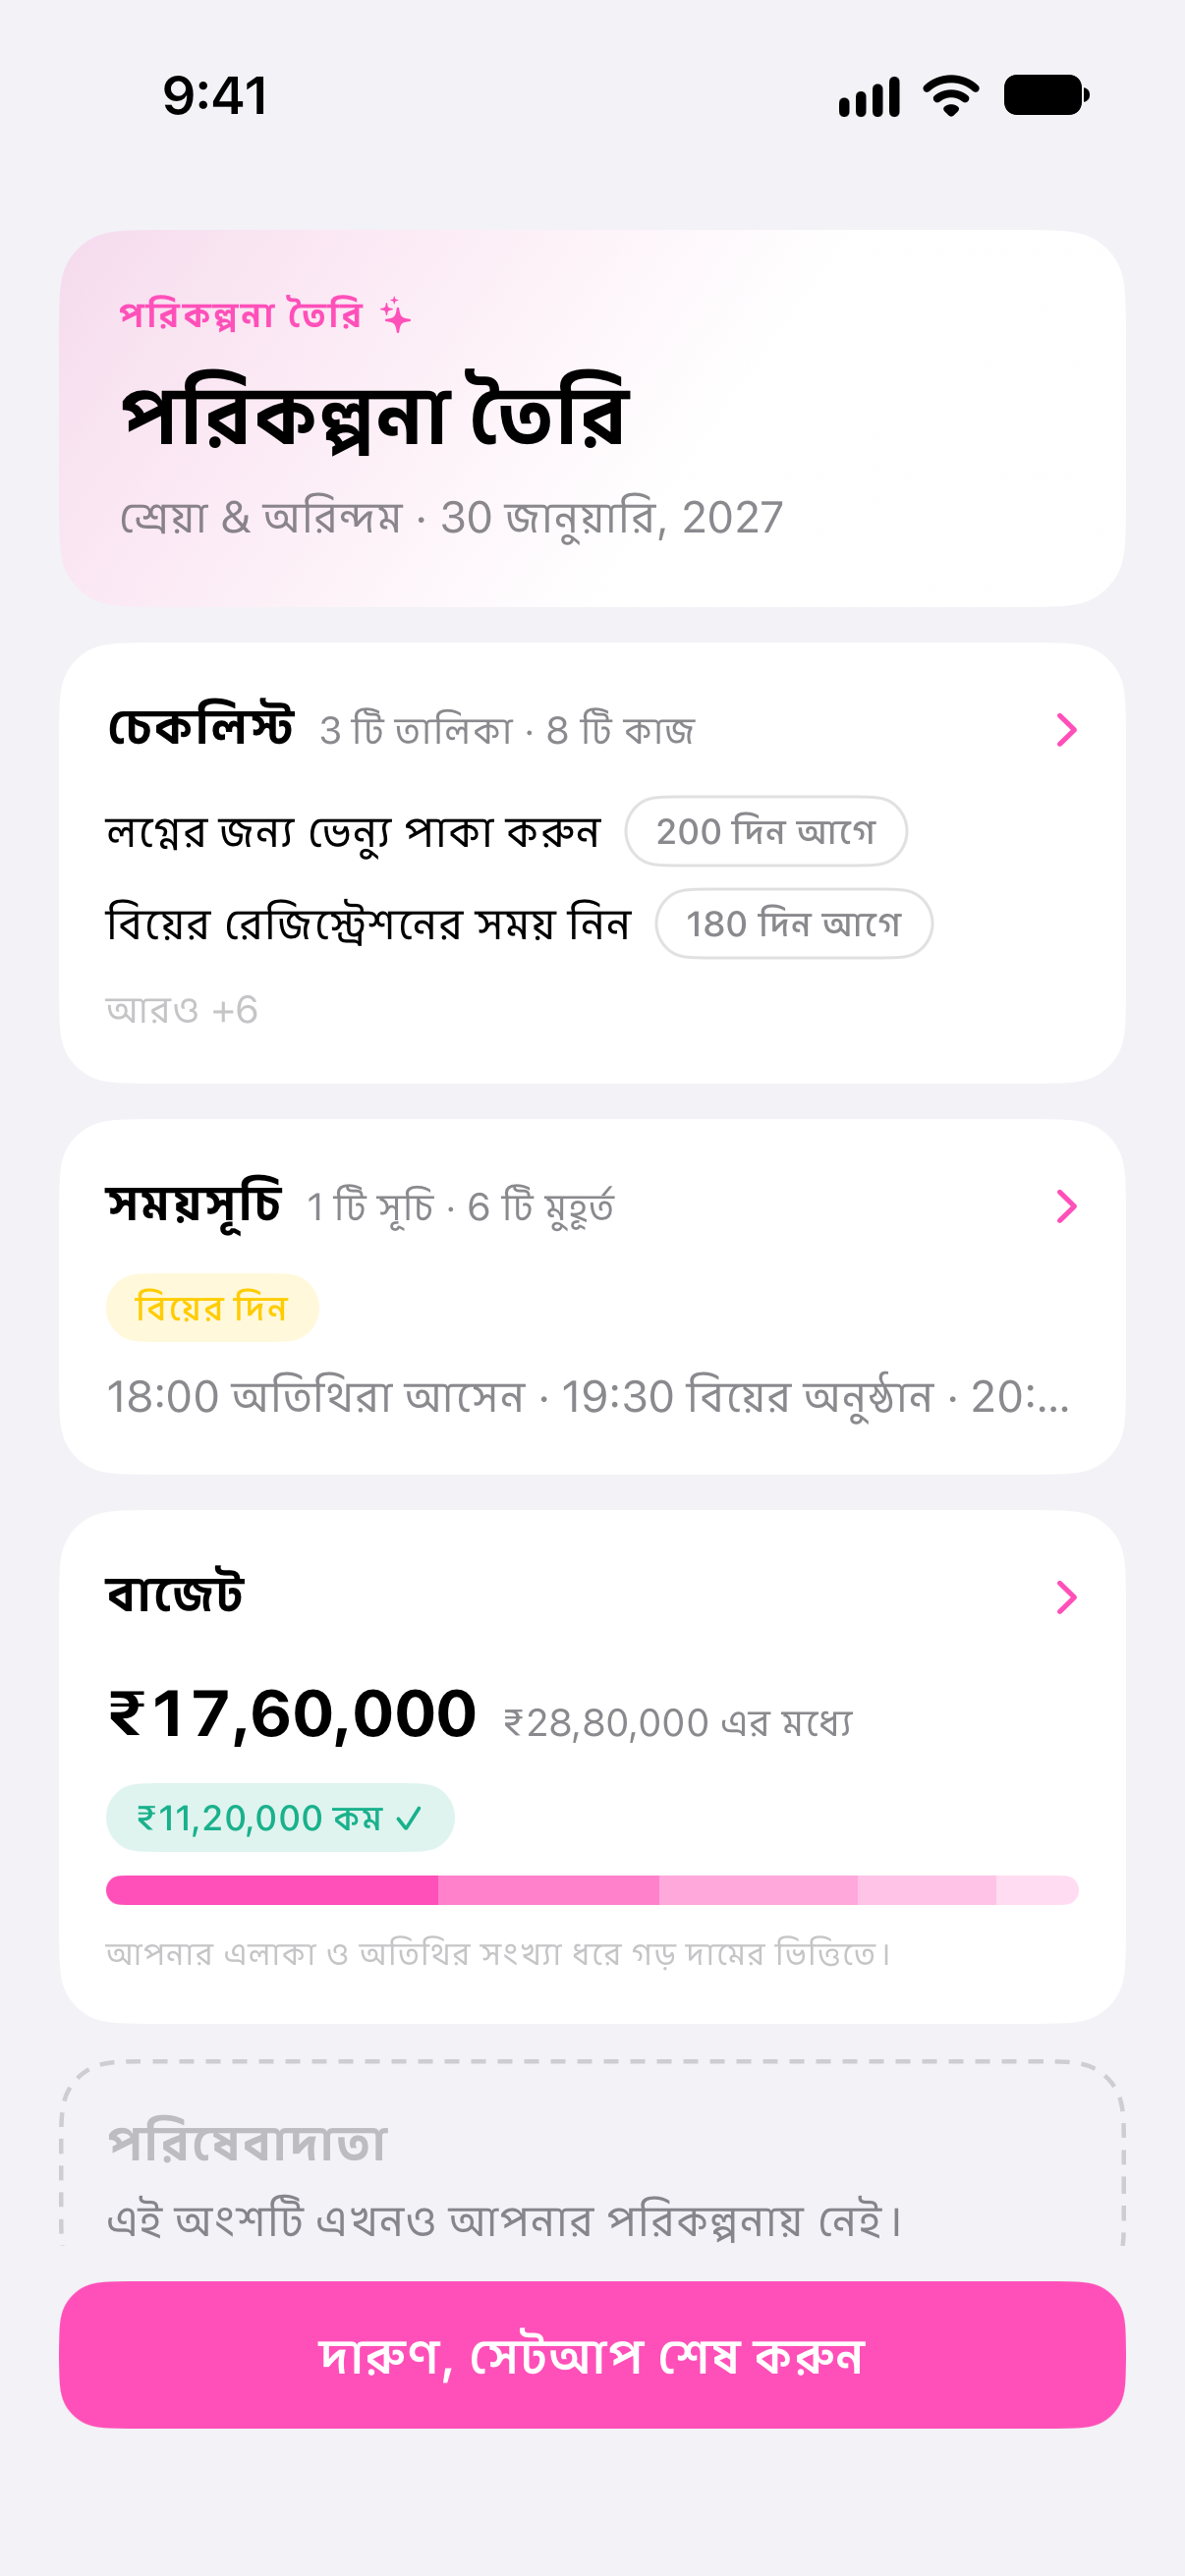 9:41
পরিকল্পনা তৈরি
পরিকল্পনা তৈরি
শ্রেয়া & অরিন্দম · 30 জানুয়ারি, 2027
চেকলিস্ট 3 টি তালিকা · 8 টি কাজ
লগ্নের জন্য ভেন্যু পাকা করুন 200 দিন আগে
বিয়ের রেজিস্ট্রেশনের সময় নিন 180 দিন আগে
আরও +6
সময়সূচি 1 টি সূচি · 6 টি মুহূর্ত
বিয়ের দিন
18:00 অতিথিরা আসেন · 19:30 বিয়ের অনুষ্ঠান · 20:...
বাজেট
₹17,60,000 ₹28,80,000 এর মধ্যে
₹11,20,000 কম ✓
আপনার এলাকা ও অতিথির সংখ্যা ধরে গড় দামের ভিত্তিতে।
পরিষেবাদাতা
এই অংশটি এখনও আপনার পরিকল্পনায় নেই।
দারুণ, সেটআপ শেষ করুন